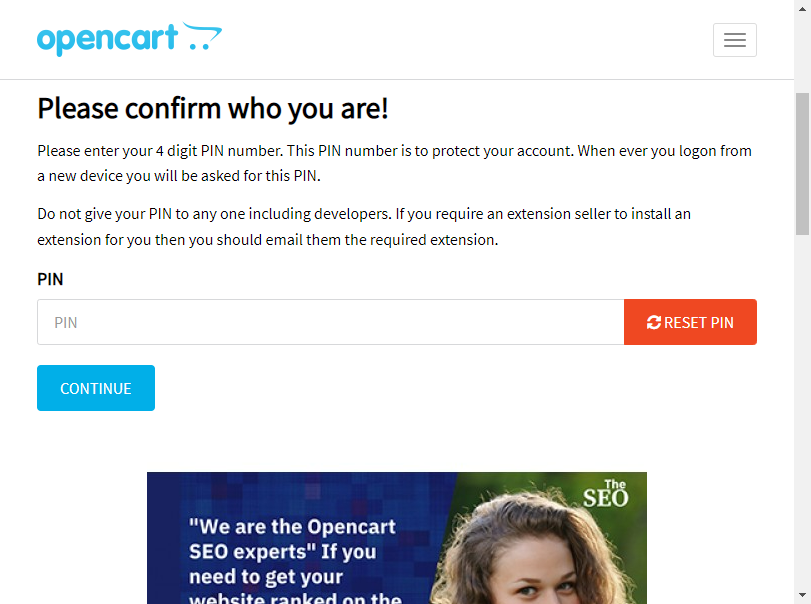 opencart
Please confirm who you are!
Please enter your 4 digit PIN number. This PIN number is to protect your account. When ever you logon from
a new device you will be asked for this PIN.
Do not give your PIN to any one including developers. If you require an extension seller to install an
extension for you then you should email them the required extension.
PIN
PIN
RESET PIN
CONTINUE
The
SEO
"We are the Opencart
SEO experts" If you
need to get your
website ranked on the